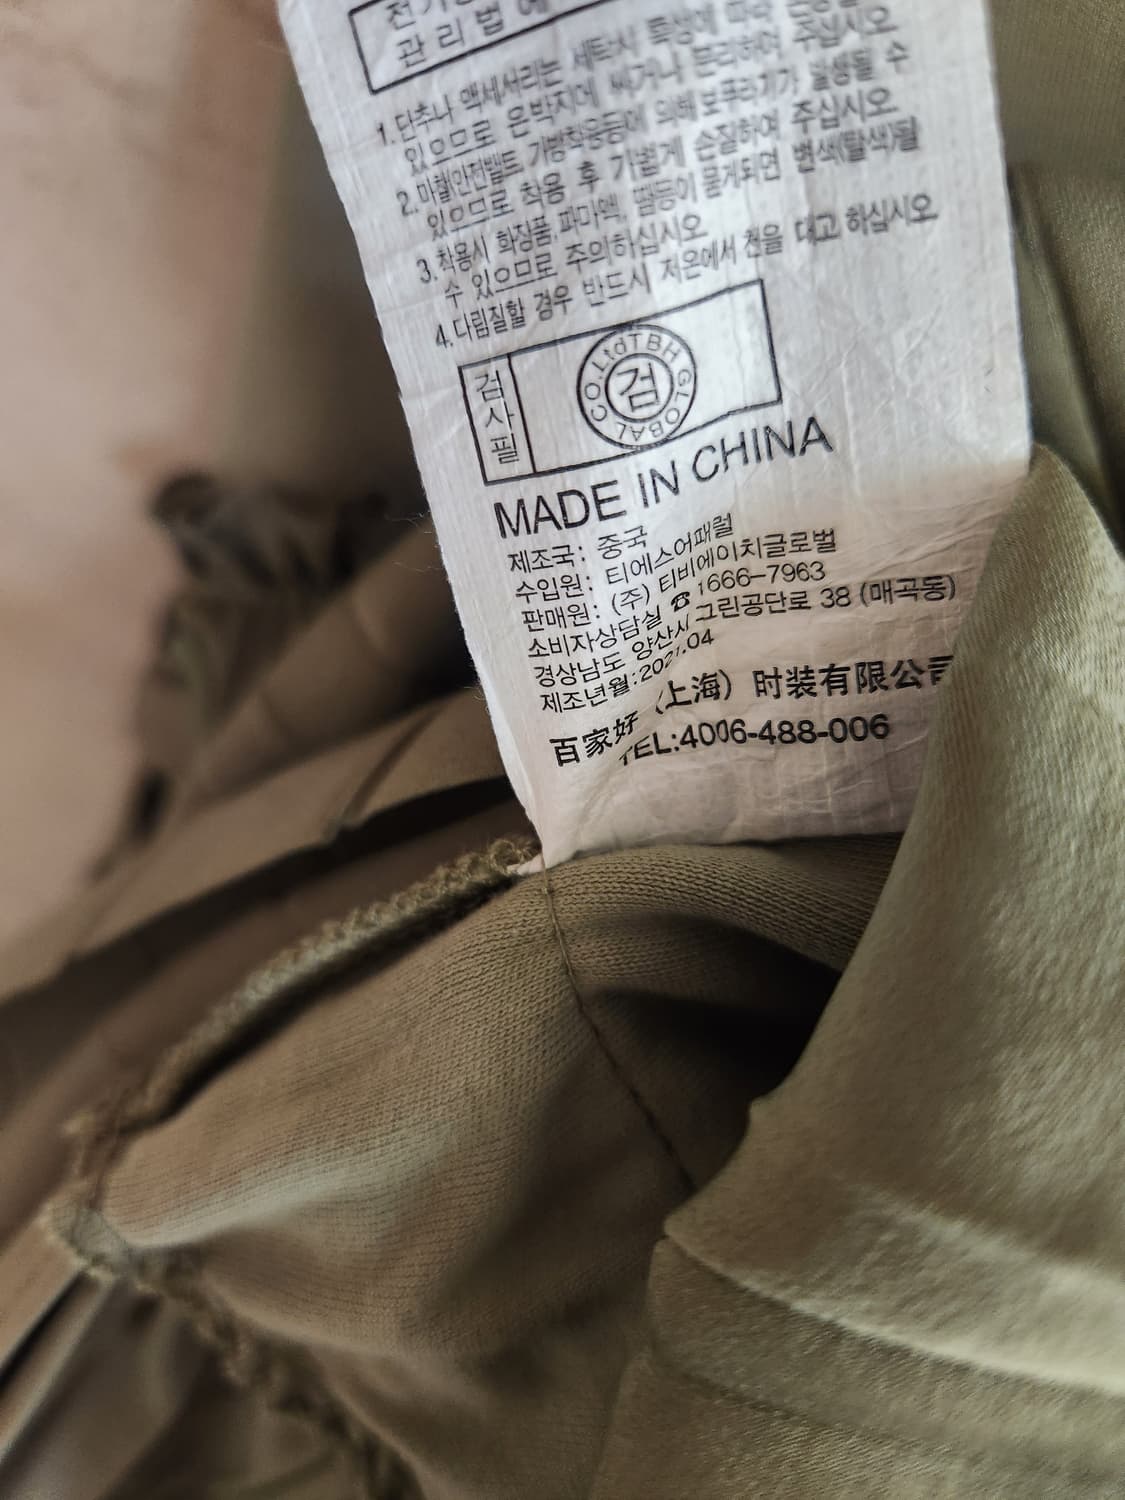 관리법에
1.단추나 액세서리는 세탁시 특성에 따라
있으므로 은박지에 싸거나 분리하여 주십시오
2.마찰(안전벨트, 가방착용등)에 의해 보푸라기가 발생될 수
있으므로 착용 후 가볍게 손질하여 주십시오
3.착용시 화장품,파마액, 땀등이 묻게되면 변색(탈색)될
수 있으므로 주의하십시오
4.다림질할 경우 반드시 저온에서 천을 대고 하십시오
검사필
TBH GLOBAL CO.Ltd
검
MADE IN CHINA
제조국: 중국
수입원: 티에스어패럴
판매원: (주) 티비에이치글로벌
소비자상담실 ☎1666-7963
경상남도 양산시 그린공단로 38 (매곡동)
제조년월:2021.04
百家好（上海）时装有限公司
TEL:4006-488-006